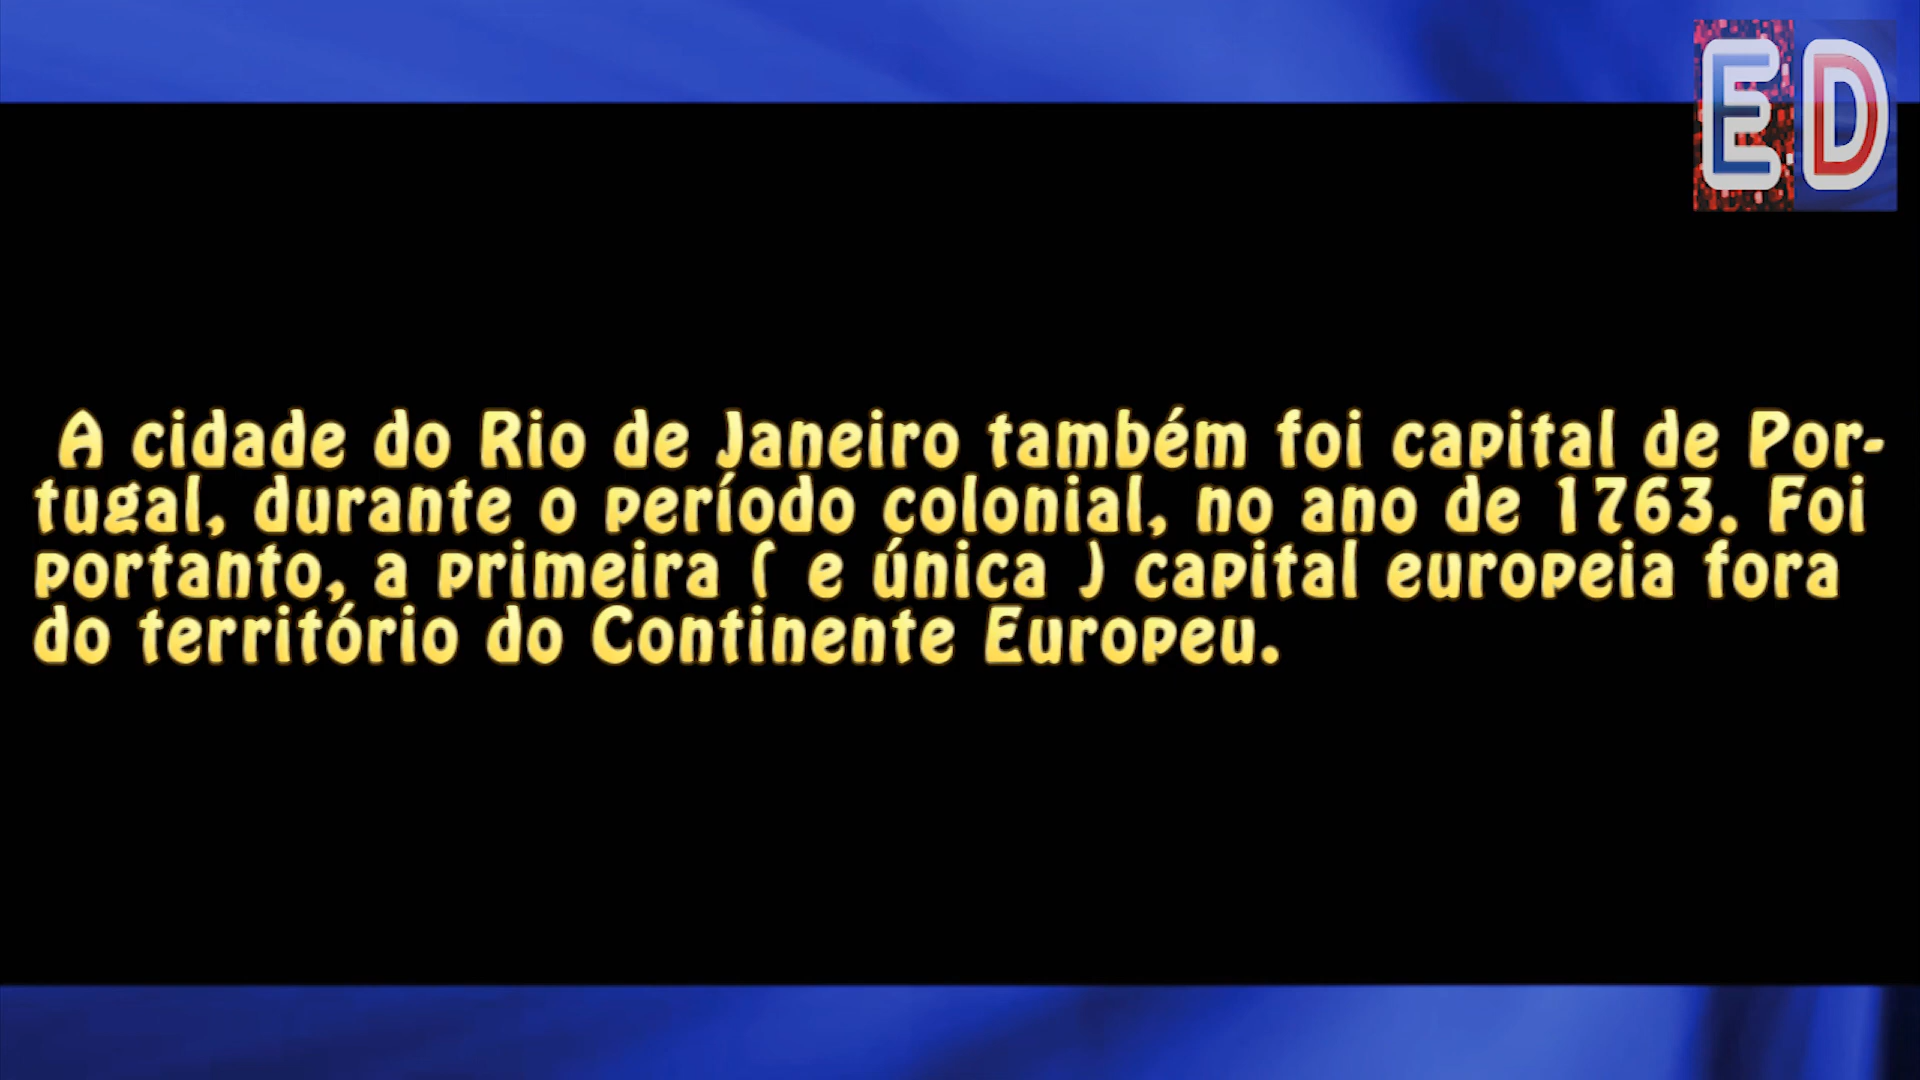 ED
A cidade do Rio de Janeiro também foi capital de Por-
tugal, durante o período colonial, no ano de 1763. Foi
portanto, a primeira ( e única ) capital europeia fora
do território do Continente Europeu.